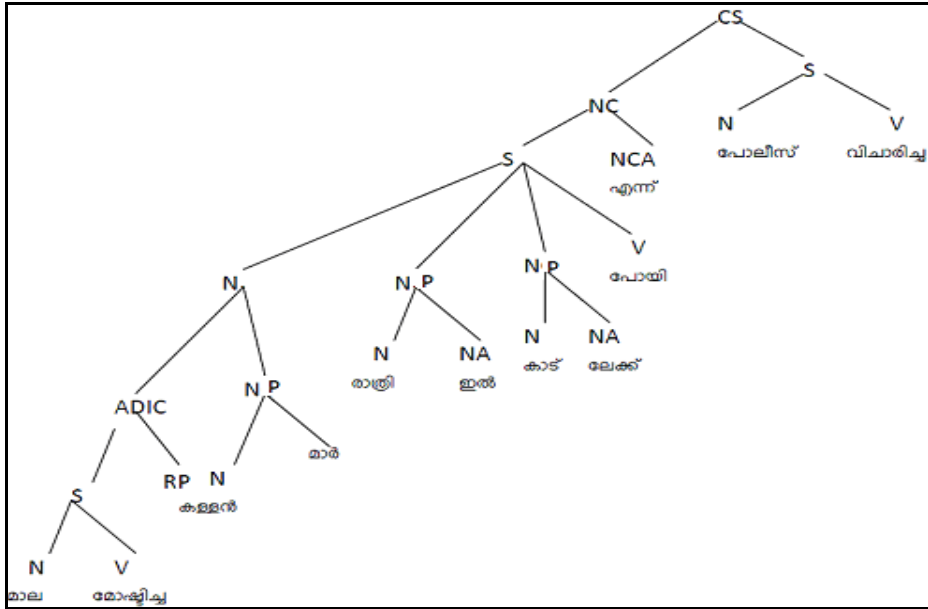 CS
S
NC
N V
പോലീസ് വിചാരിച്ചു
S NCA
എന്ന്
V
പോയി
N N P N P
N NA N NA
രാത്രി ഇൽ കാട് ലേക്ക്
N P
ADIC
മാർ
RP N
കള്ളൻ
S
N V
മാല മോഷ്ടിച്ച